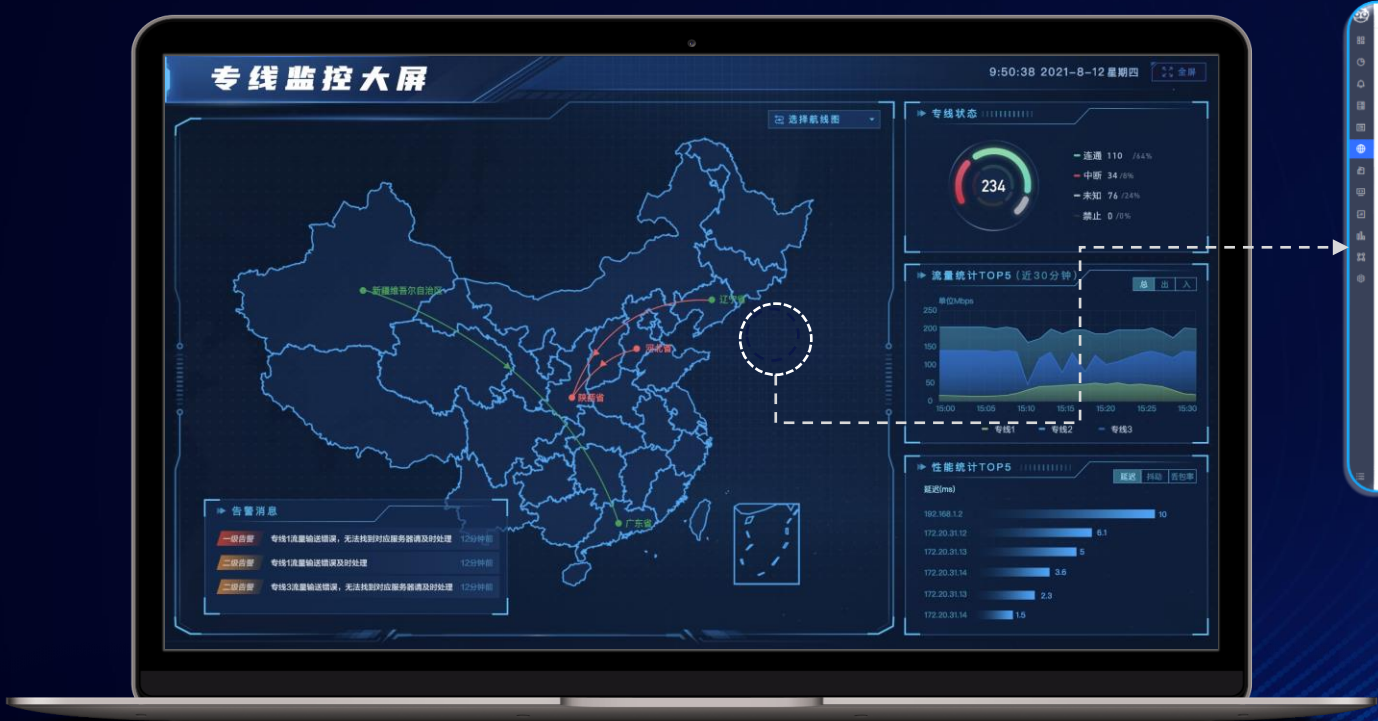 专线监控大屏
9:50:38 2021-8-12 星期四
全屏
选择航线图
新疆维吾尔自治区
辽宁省
河北省
陕西省
广东省
告警消息
一级告警 专线1流量输送错误，无法找到对应服务器请及时处理 12分钟前
二级告警 专线1流量输送错误及时处理 12分钟前
二级告警 专线3流量输送错误，无法找到对应服务器请及时处理 12分钟前
专线状态
234
连通 110 /64%
中断 34 /8%
未知 76 /24%
禁止 0 /0%
流量统计TOP5 (近30分钟)
总 出 入
单位Mbps
250
200
150
100
50
0
15:00 15:05 15:10 15:15 15:20 15:25 15:30
专线1 专线2 专线3
性能统计TOP5
延迟 抖动 丢包率
延迟(ms)
192.168.1.2 10
172.20.31.12 6.1
172.20.31.13 5
172.20.31.14 3.6
172.20.31.13 2.3
172.20.31.14 1.5